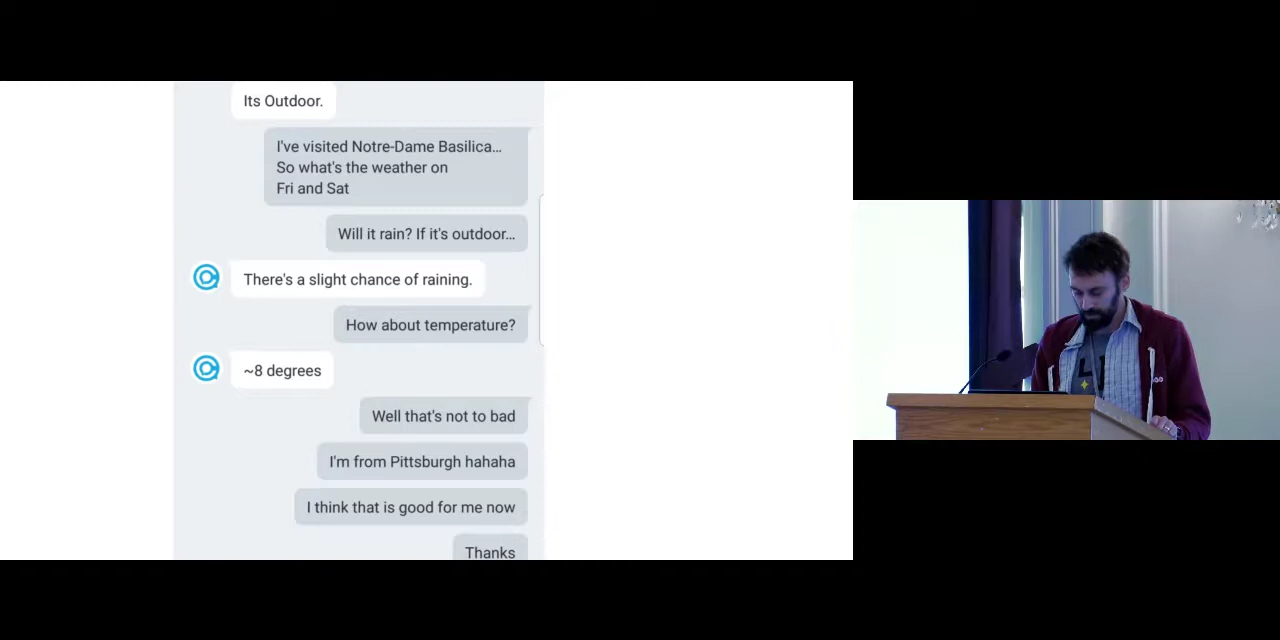 Its Outdoor.
I've visited Notre-Dame Basilica...
So what's the weather on
Fri and Sat
Will it rain? If it's outdoor...
There's a slight chance of raining.
How about temperature?
~8 degrees
Well that's not to bad
I'm from Pittsburgh hahaha
I think that is good for me now
Thanks